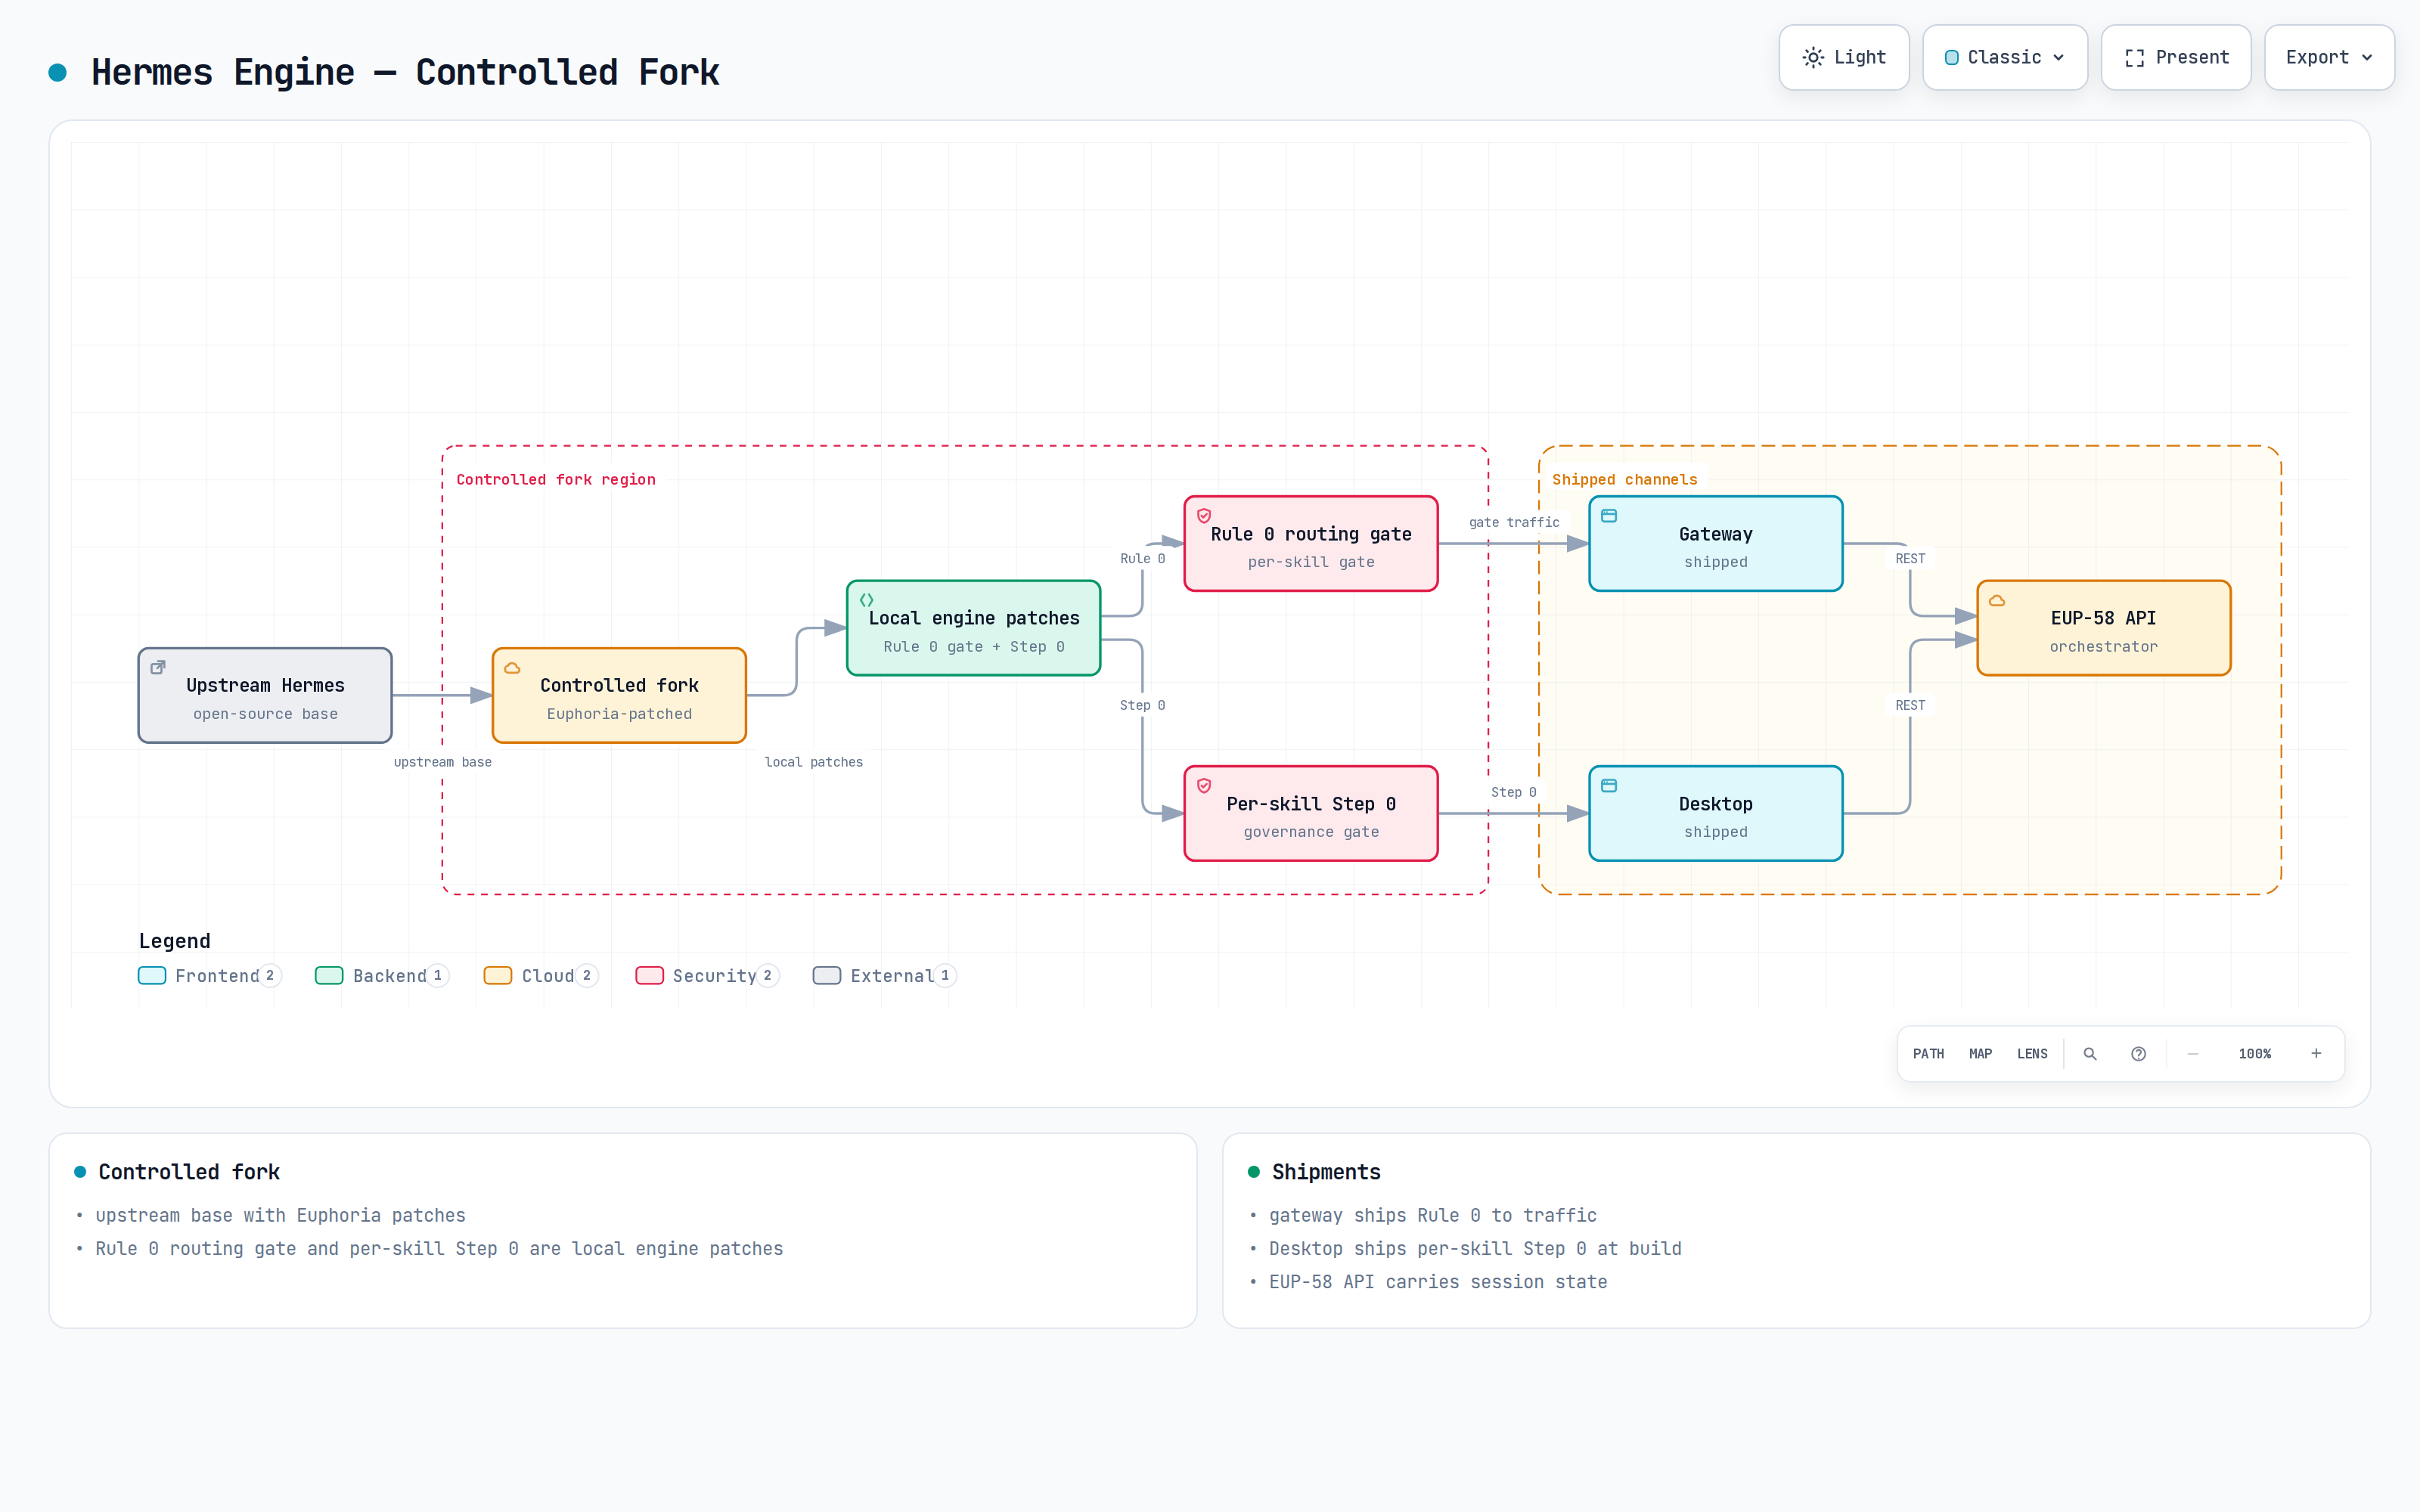 Hermes Engine — Controlled Fork
Light
Classic
Present
Export
Controlled fork region
Shipped channels
Rule 0 routing gate
per-skill gate
gate traffic
Gateway
shipped
Rule 0
REST
Local engine patches
Rule 0 gate + Step 0
EUP-58 API
orchestrator
Upstream Hermes
open-source base
Controlled fork
Euphoria-patched
Step 0
REST
upstream base
local patches
Per-skill Step 0
governance gate
Step 0
Desktop
shipped
Legend
Frontend 2
Backend 1
Cloud 2
Security 2
External 1
PATH
MAP
LENS
100%
Controlled fork
• upstream base with Euphoria patches
• Rule 0 routing gate and per-skill Step 0 are local engine patches
Shipments
• gateway ships Rule 0 to traffic
• Desktop ships per-skill Step 0 at build
• EUP-58 API carries session state